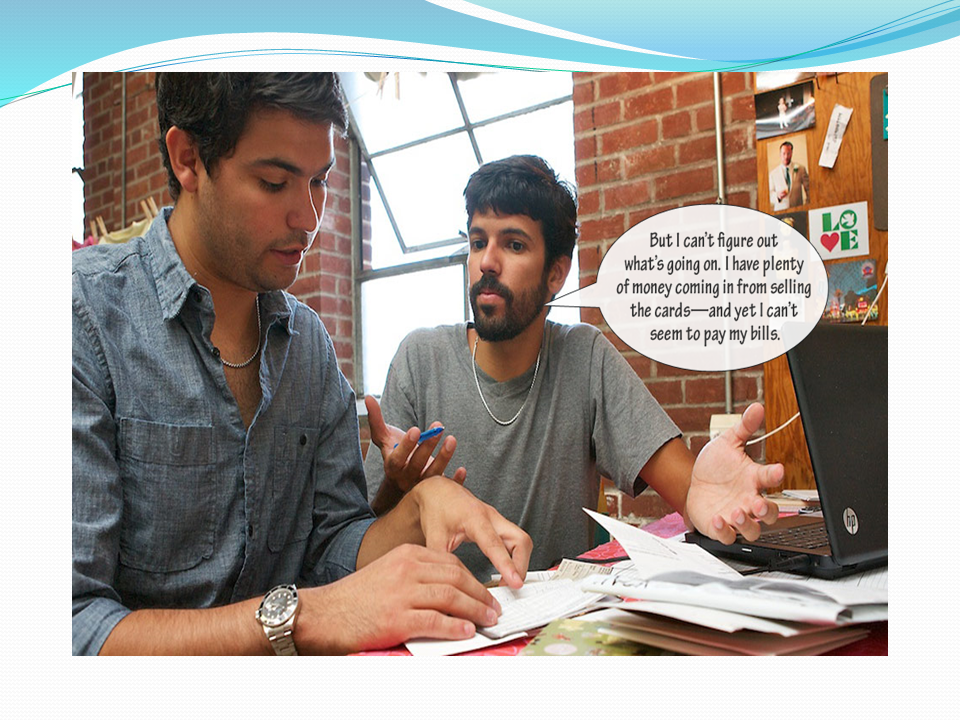 But I can't figure out
what's going on. I have plenty
of money coming in from selling
the cards—and yet I can't
seem to pay my bills.
LO
VE
hp